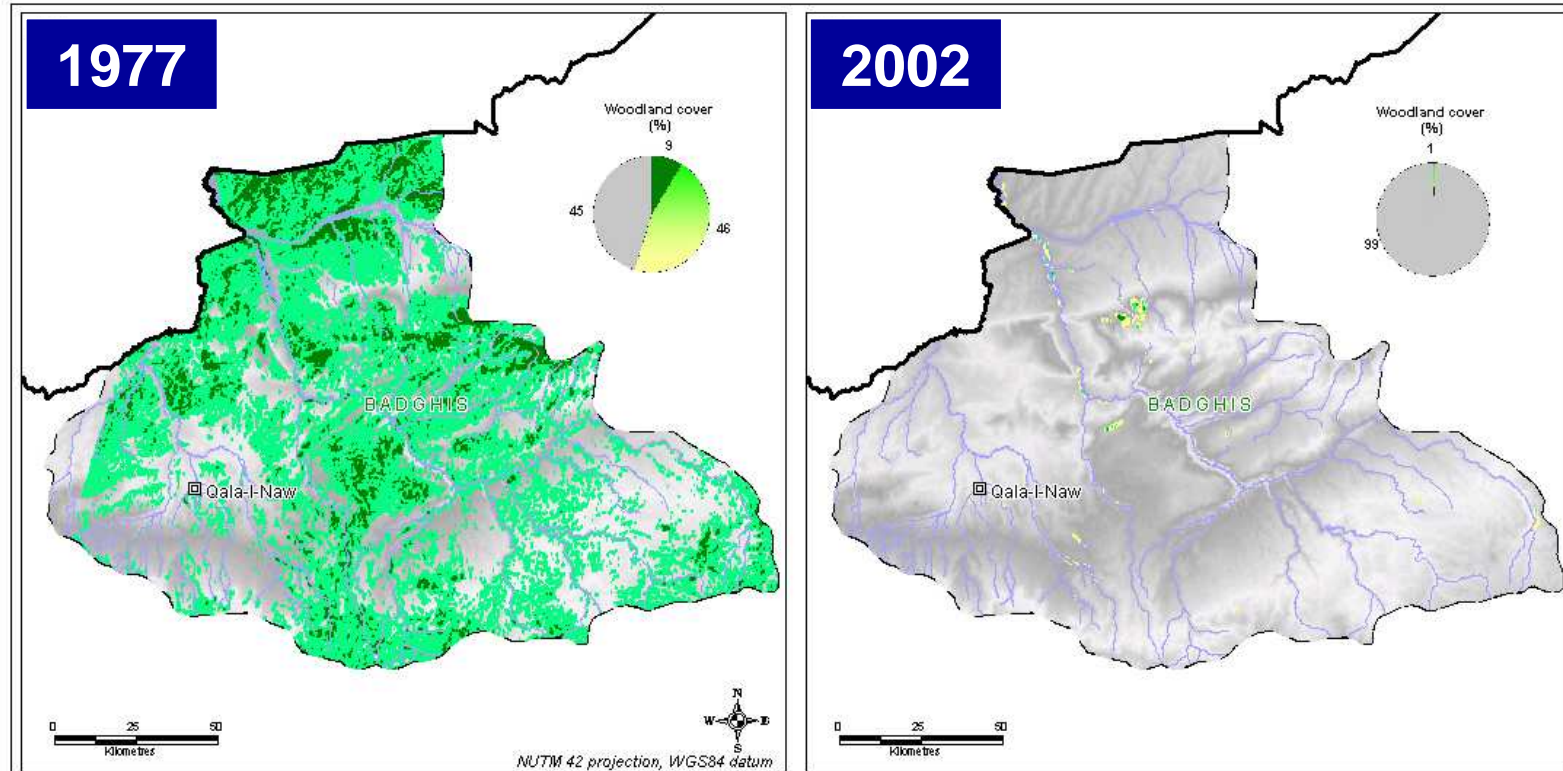 1977
Woodland cover
(%)
9
45
46
BADGHIS
Qala-I-Naw
0 25 50
Kilometres
N
W E
S
NUTM 42 projection, WGS84 datum
2002
Woodland cover
(%)
1
99
BADGHIS
Qala-I-Naw
0 25 50
Kilometres